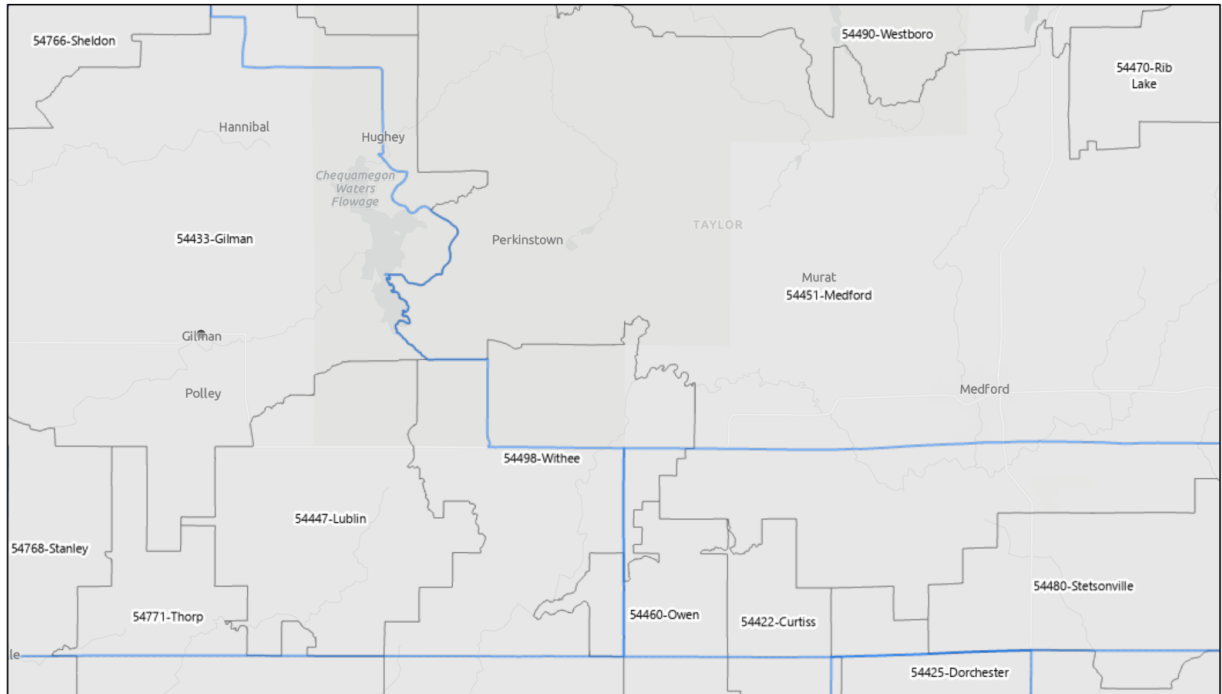 54766-Sheldon
54490-Westboro
54470-Rib
Lake
Hannibal
Hughey
Chequamegon
Waters
Flowage
TAYLOR
54433-Gilman
Perkinstown
Murat
54451-Medford
Gilman
Polley
Medford
54498-Withee
54447-Lublin
54768-Stanley
54480-Stetsonville
54771-Thorp
54460-Owen
54422-Curtiss
le
54425-Dorchester